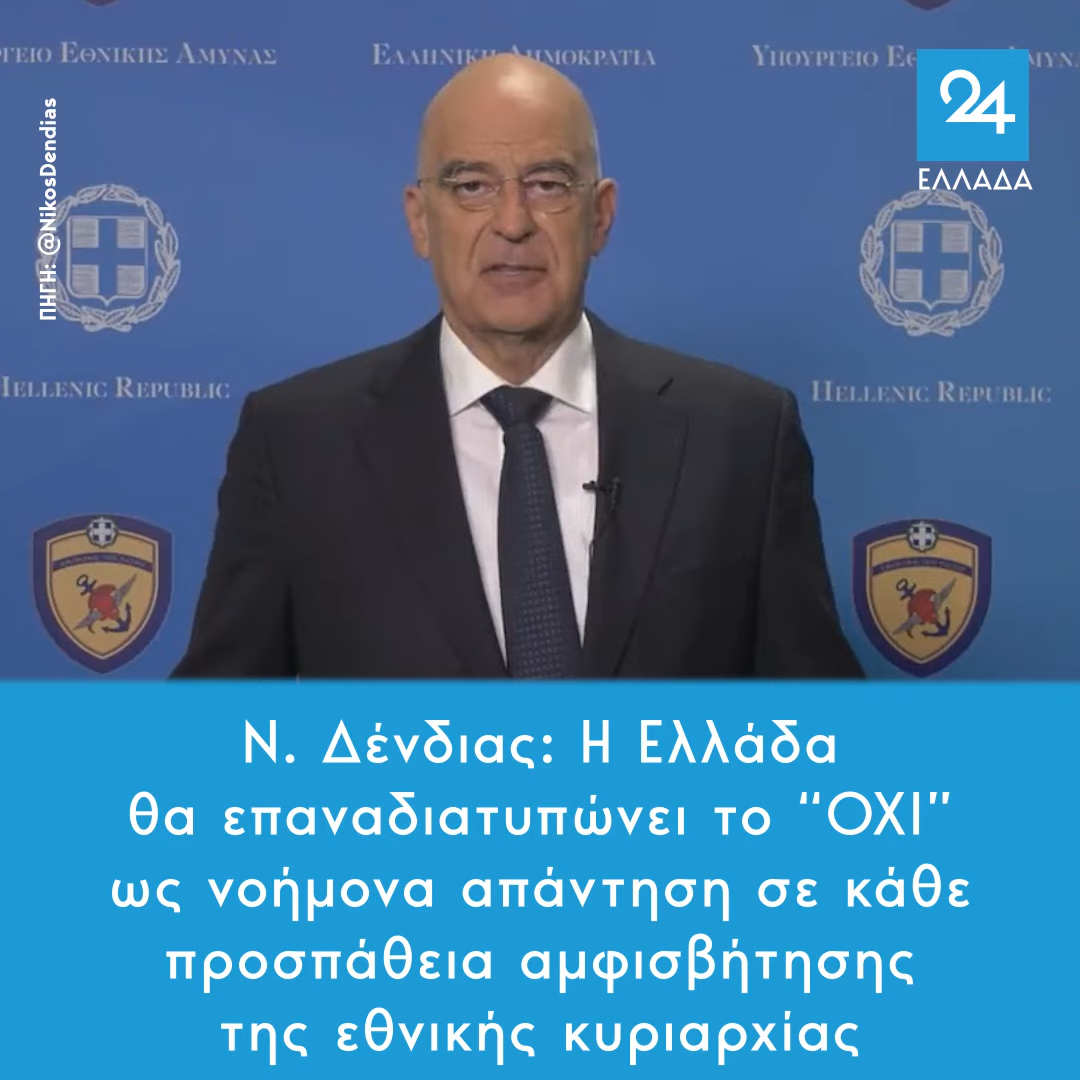 ΕΘΝΙΚΗΣ ΑΜΥΝΑΣ
ΕΛΛΗΝΙΚΗ ΔΗΜΟΚΡΑΤΙΑ
ΥΠΟΥΡΓΕΙΟ
24
ΕΛΛΑΔΑ
ΠΗΓΗ: @NikosDendias
HELLENIC REPUBLIC
HELLENIC REPUBLIC
Ν. Δένδιας: Η Ελλάδα
θα επαναδιατυπώνει το “ΟΧΙ”
ως νοήμονα απάντηση σε κάθε
προσπάθεια αμφισβήτησης
της εθνικής κυριαρχίας